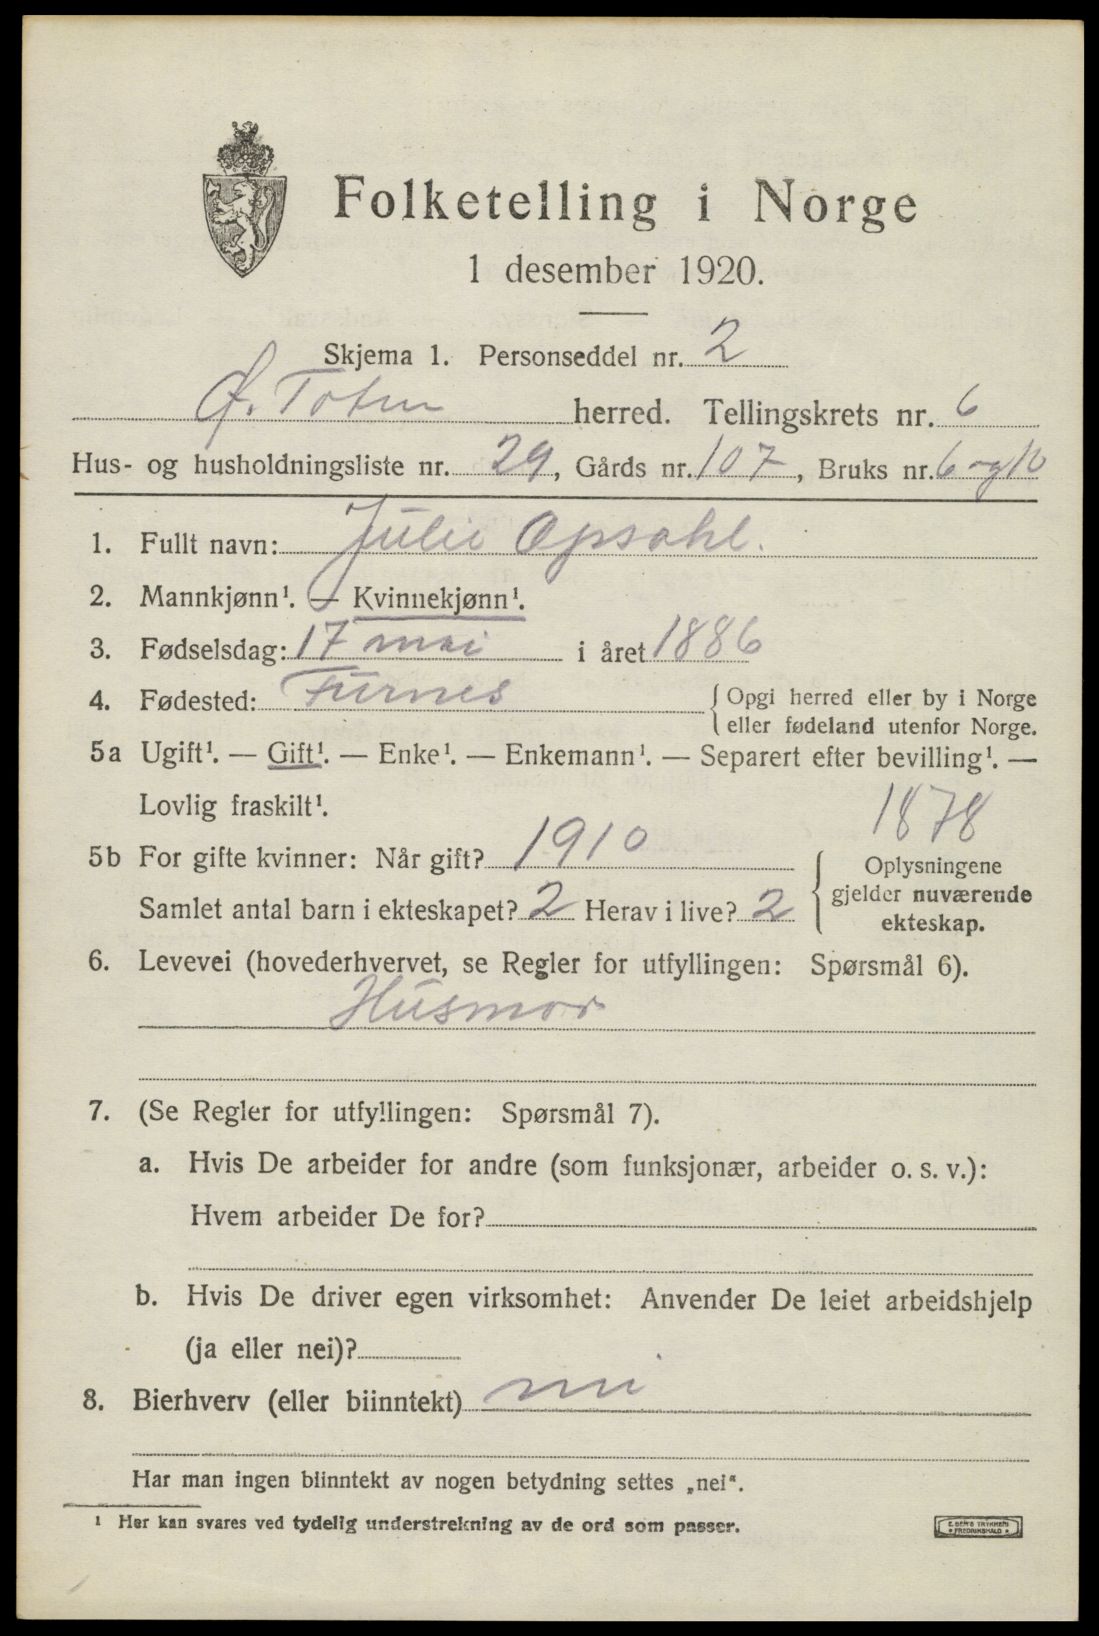 Folketelling i Norge
1 desember 1920.
Skjema 1. Personseddel nr. 2
Ø. Toten herred. Tellingskrets nr. 6
Hus- og husholdningsliste nr. 29, Gårds nr. 107, Bruks nr. 6 og 10
1. Fullt navn: Julie Opsahl.
2. Mannkjønn¹. — Kvinnekjønn¹.
3. Fødselsdag: 17 mai i året 1886
4. Fødested: Furnes { Opgi herred eller by i Norge
eller fødeland utenfor Norge.
5a Ugift¹. — Gift¹. — Enke¹. — Enkemann¹. — Separert efter bevilling¹. —
Lovlig fraskilt¹.
1878
5b For gifte kvinner: Når gift? 1910
Samlet antal barn i ekteskapet? 2 Herav i live? 2
{ Oplysningene
gjelder nuværende
ekteskap.
6. Levevei (hovederhvervet, se Regler for utfyllingen: Spørsmål 6).
Husmor
7. (Se Regler for utfyllingen: Spørsmål 7).
a. Hvis De arbeider for andre (som funksjonær, arbeider o. s. v.):
Hvem arbeider De for?
b. Hvis De driver egen virksomhet: Anvender De leiet arbeidshjelp
(ja eller nei)?
8. Bierhverv (eller biinntekt) nei
Har man ingen biinntekt av nogen betydning settes „nei“.
¹ Her kan svares ved tydelig understrekning av de ord som passer.
E. SEM'S TRYKKERI
FREDRIKSHALD